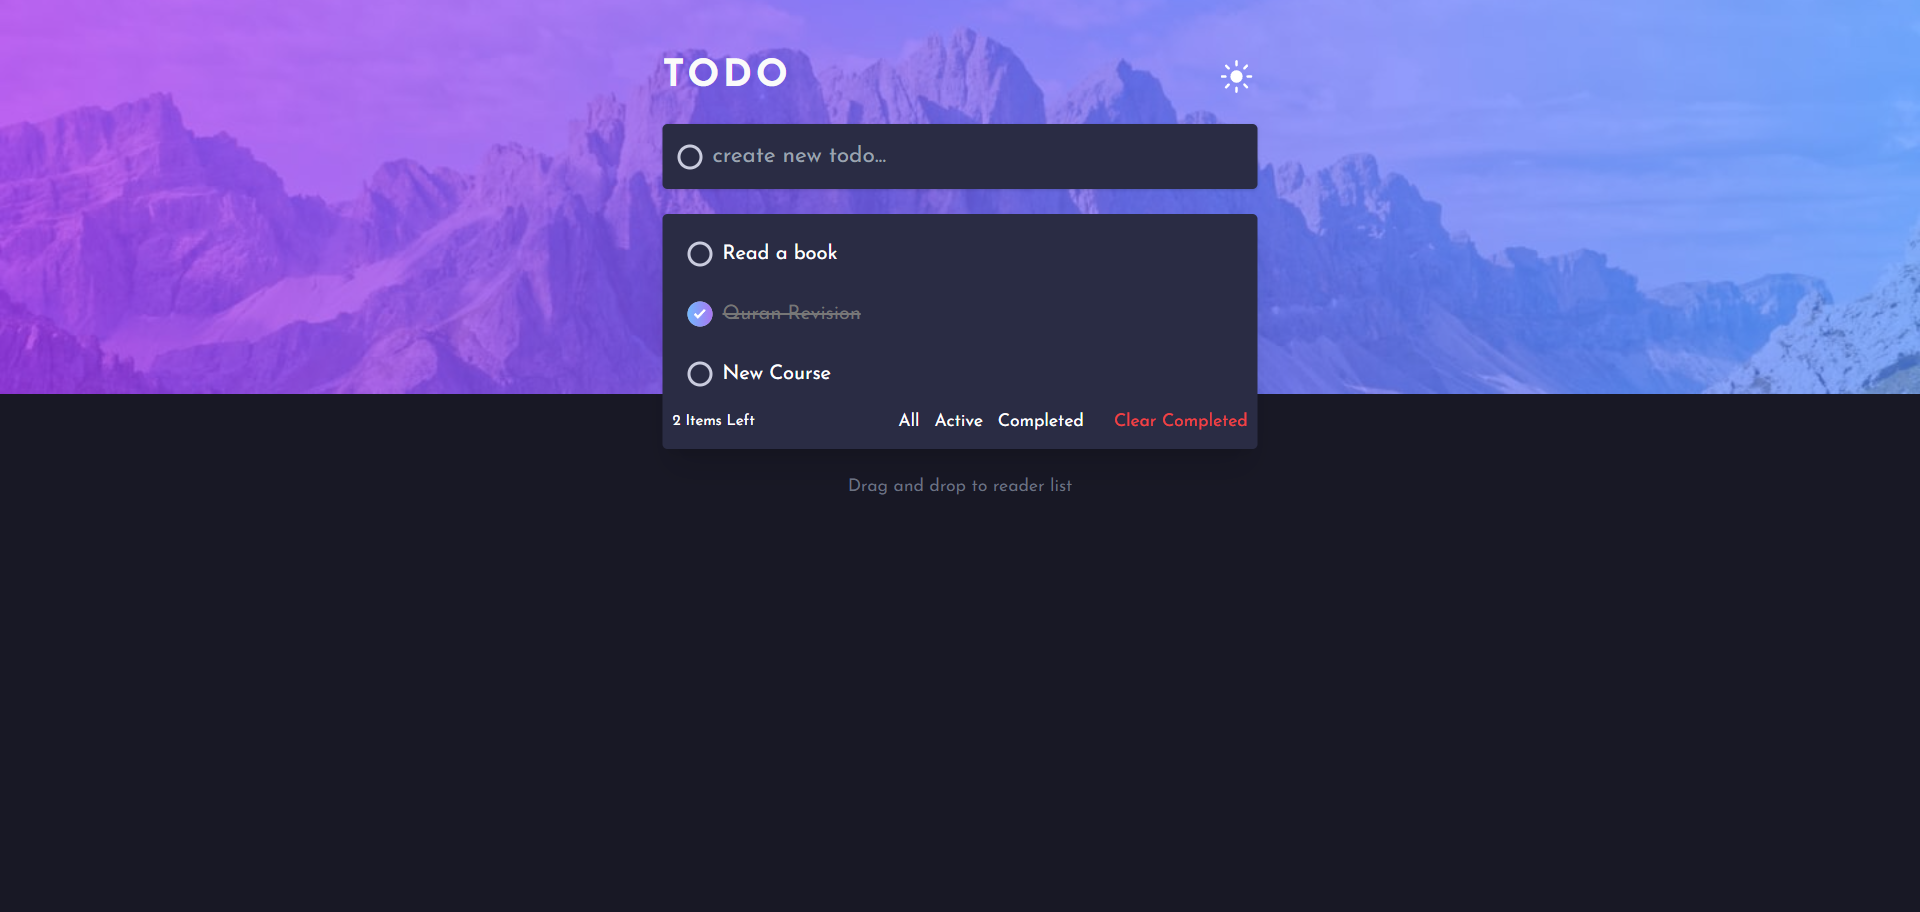 TODO
create new todo...
Read a book
Quran Revision
New Course
2 Items Left All Active Completed Clear Completed
Drag and drop to reader list